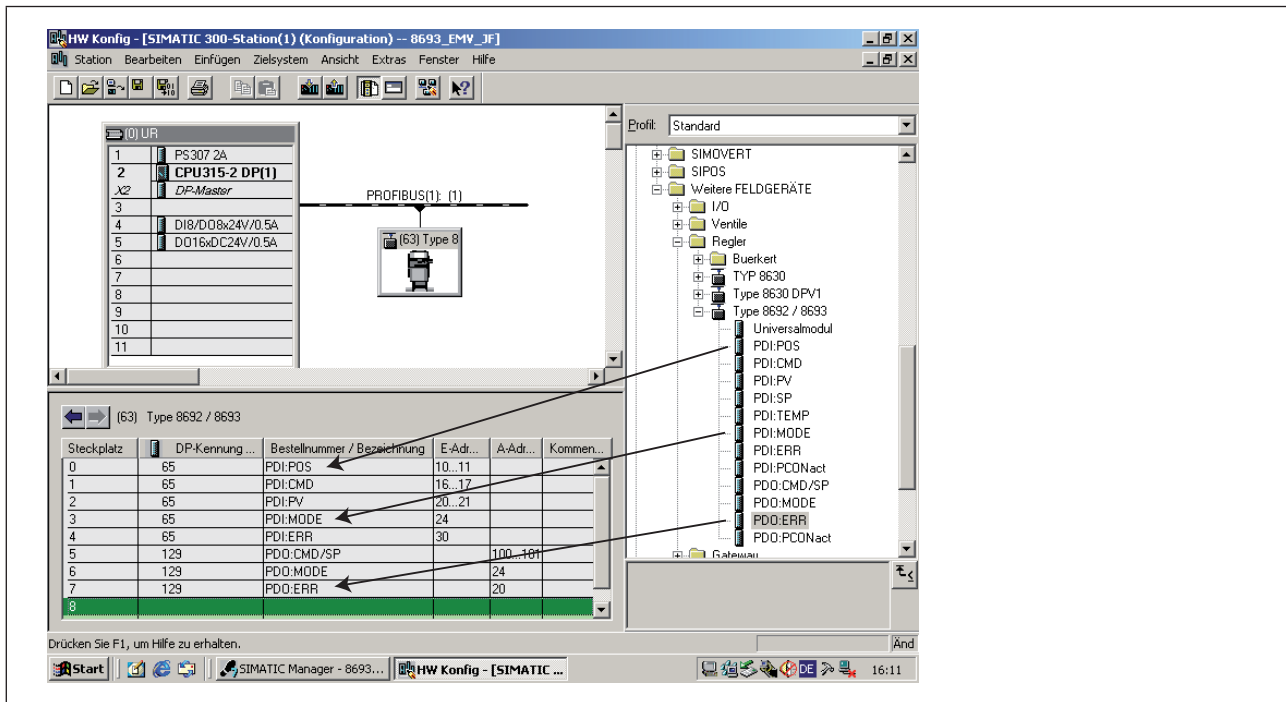 HW Konfig - [SIMATIC 300-Station(1) (Konfiguration) -- 8693_EMV_JF]
Station Bearbeiten Einfügen Zielsystem Ansicht Extras Fenster Hilfe
(0) UR
1 PS307 2A
2 CPU315-2 DP(1)
X2 DP-Master
3
4 DI8/DO8x24V/0.5A
5 DO16xDC24V/0.5A
6
7
8
9
10
11
PROFIBUS(1): (1)
(63) Type 8
Profil: Standard
SIMOVERT
SIPOS
Weitere FELDGERÄTE
I/O
Ventile
Regler
Buerkert
TYP 8630
Type 8630 DPV1
Type 8692 / 8693
Universalmodul
PDI:POS
PDI:CMD
PDI:PV
PDI:SP
PDI:TEMP
PDI:MODE
PDI:ERR
PDI:PCONact
PDO:CMD/SP
PDO:MODE
PDO:ERR
PDO:PCONact
Gateway
(63) Type 8692 / 8693
Steckplatz DP-Kennung ... Bestellnummer / Bezeichnung E-Adr... A-Adr... Kommen...
0 65 PDI:POS 10...11
1 65 PDI:CMD 16...17
2 65 PDI:PV 20...21
3 65 PDI:MODE 24
4 65 PDI:ERR 30
5 129 PDO:CMD/SP 100...101
6 129 PDO:MODE 24
7 129 PDO:ERR 20
8
Drücken Sie F1, um Hilfe zu erhalten.
Änd
Start SIMATIC Manager - 8693... HW Konfig - [SIMATIC ... DE 16:11